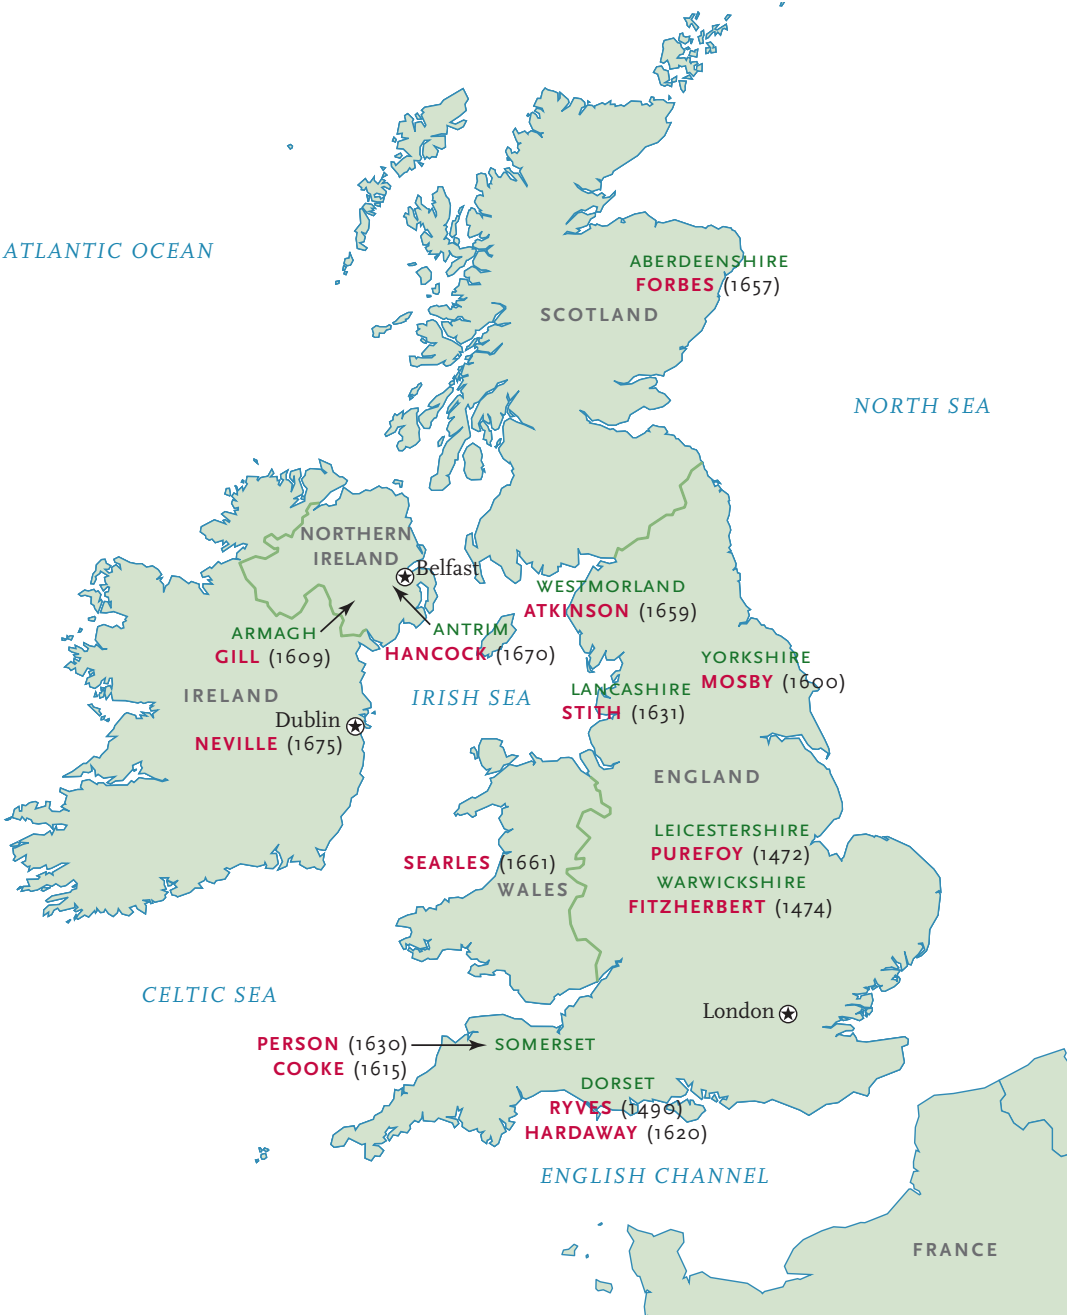 ATLANTIC OCEAN
ABERDEENSHIRE
FORBES (1657)
SCOTLAND
NORTH SEA
NORTHERN
IRELAND
Belfast
WESTMORLAND
ATKINSON (1659)
ARMAGH
GILL (1609)
ANTRIM
HANCOCK (1670)
YORKSHIRE
MOSBY (1600)
IRELAND
IRISH SEA
LANCASHIRE
STITH (1631)
Dublin
NEVILLE (1675)
ENGLAND
LEICESTERSHIRE
PUREFOY (1472)
SEARLES (1661)
WALES
WARWICKSHIRE
FITZHERBERT (1474)
CELTIC SEA
London
PERSON (1630)
COOKE (1615)
SOMERSET
DORSET
RYVES (1490)
HARDAWAY (1620)
ENGLISH CHANNEL
FRANCE